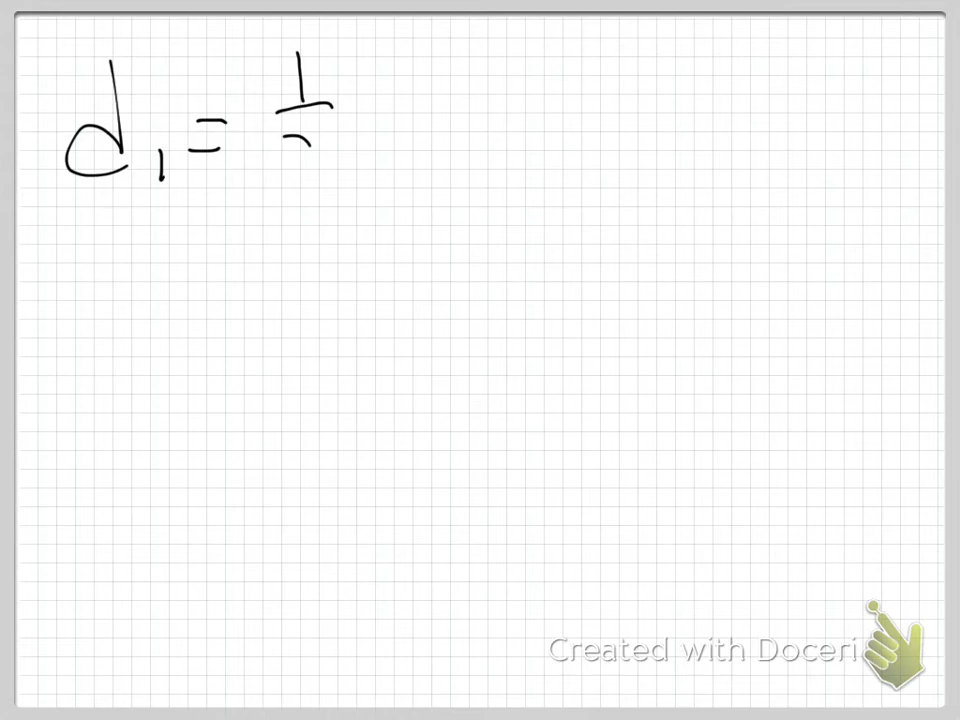 d₁ = 1/
Created with Doceri